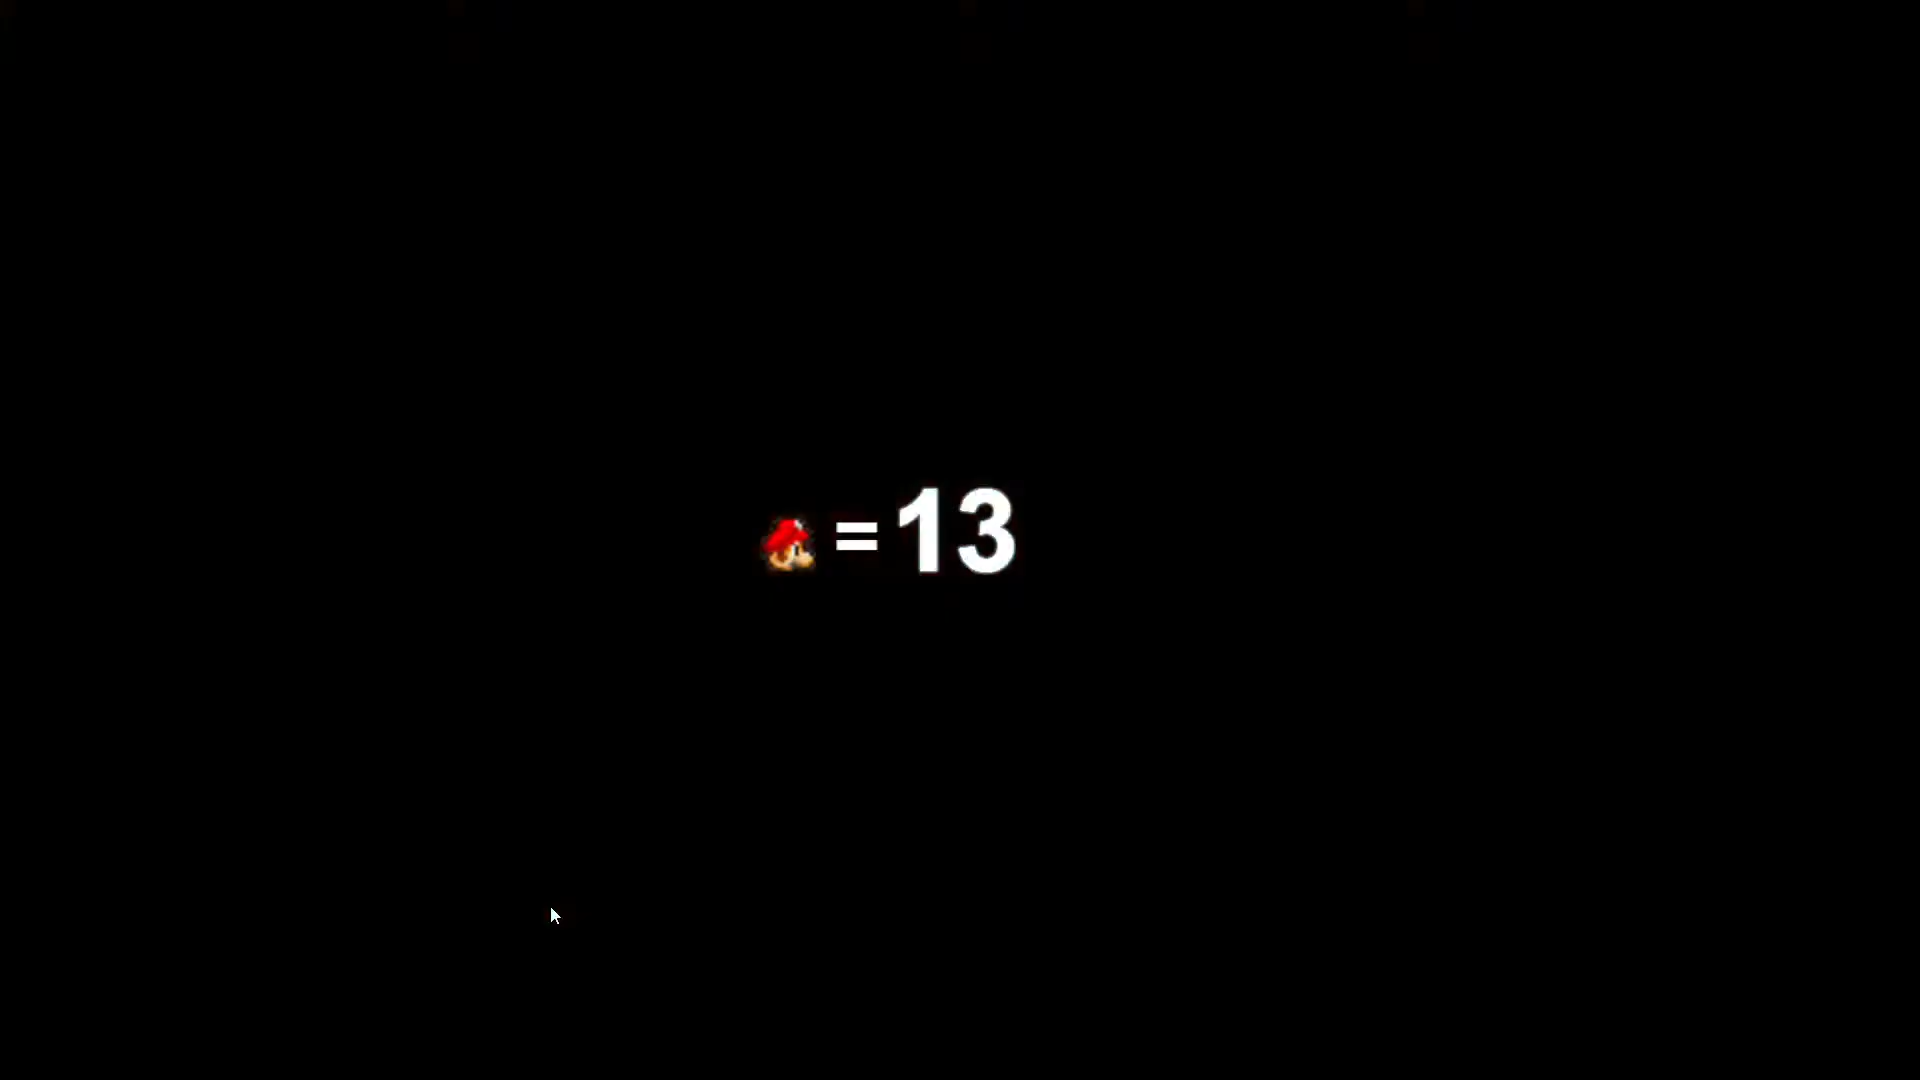 = 13